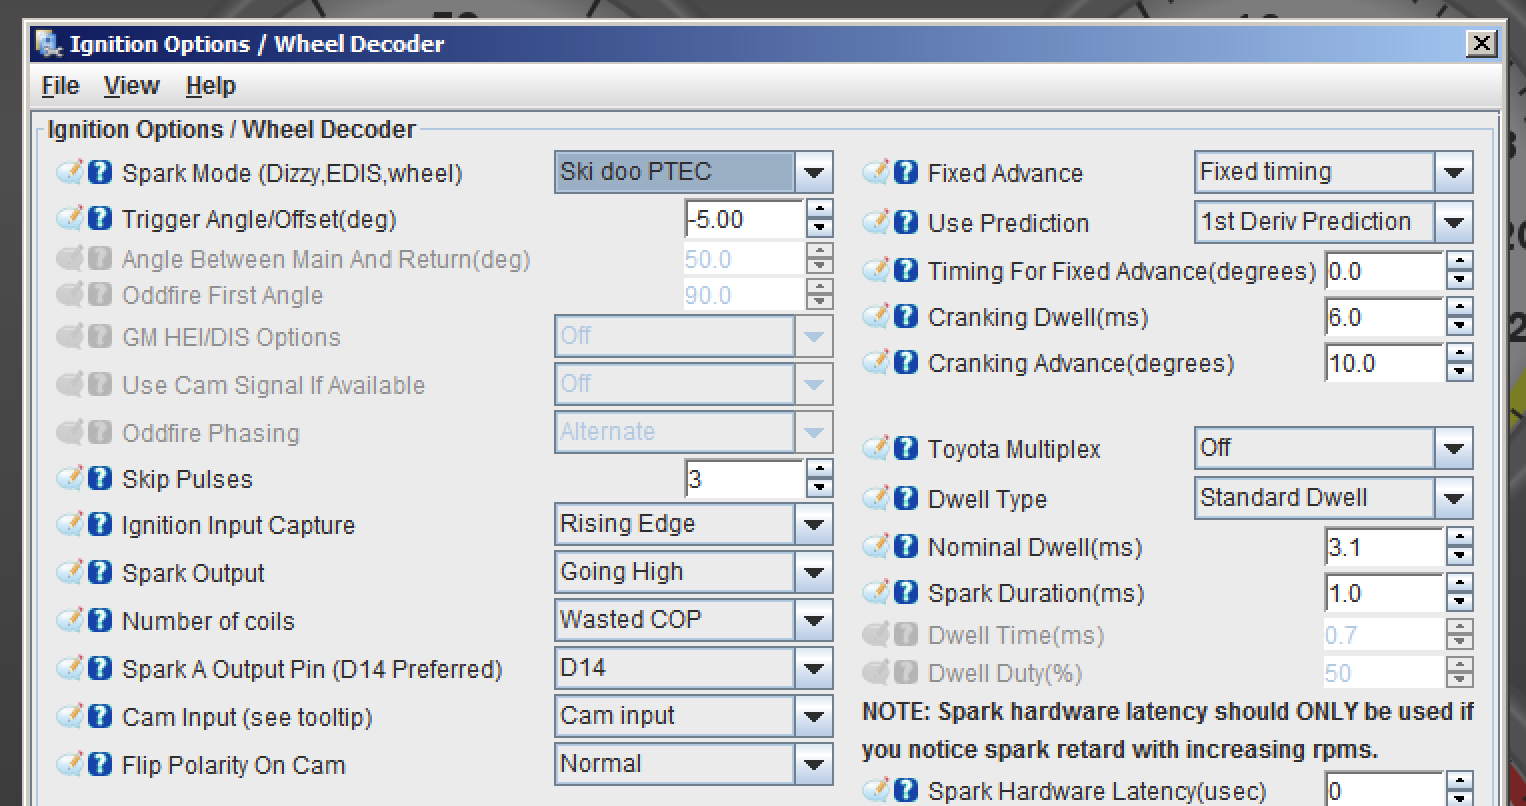 Ignition Options / Wheel Decoder
File View Help
Ignition Options / Wheel Decoder
Spark Mode (Dizzy,EDIS,wheel) Ski doo PTEC
Trigger Angle/Offset(deg) -5.00
Angle Between Main And Return(deg) 50.0
Oddfire First Angle 90.0
GM HEI/DIS Options Off
Use Cam Signal If Available Off
Oddfire Phasing Alternate
Skip Pulses 3
Ignition Input Capture Rising Edge
Spark Output Going High
Number of coils Wasted COP
Spark A Output Pin (D14 Preferred) D14
Cam Input (see tooltip) Cam input
Flip Polarity On Cam Normal
Fixed Advance Fixed timing
Use Prediction 1st Deriv Prediction
Timing For Fixed Advance(degrees) 0.0
Cranking Dwell(ms) 6.0
Cranking Advance(degrees) 10.0
Toyota Multiplex Off
Dwell Type Standard Dwell
Nominal Dwell(ms) 3.1
Spark Duration(ms) 1.0
Dwell Time(ms) 0.7
Dwell Duty(%) 50
NOTE: Spark hardware latency should ONLY be used if
you notice spark retard with increasing rpms.
Spark Hardware Latency(usec) 0